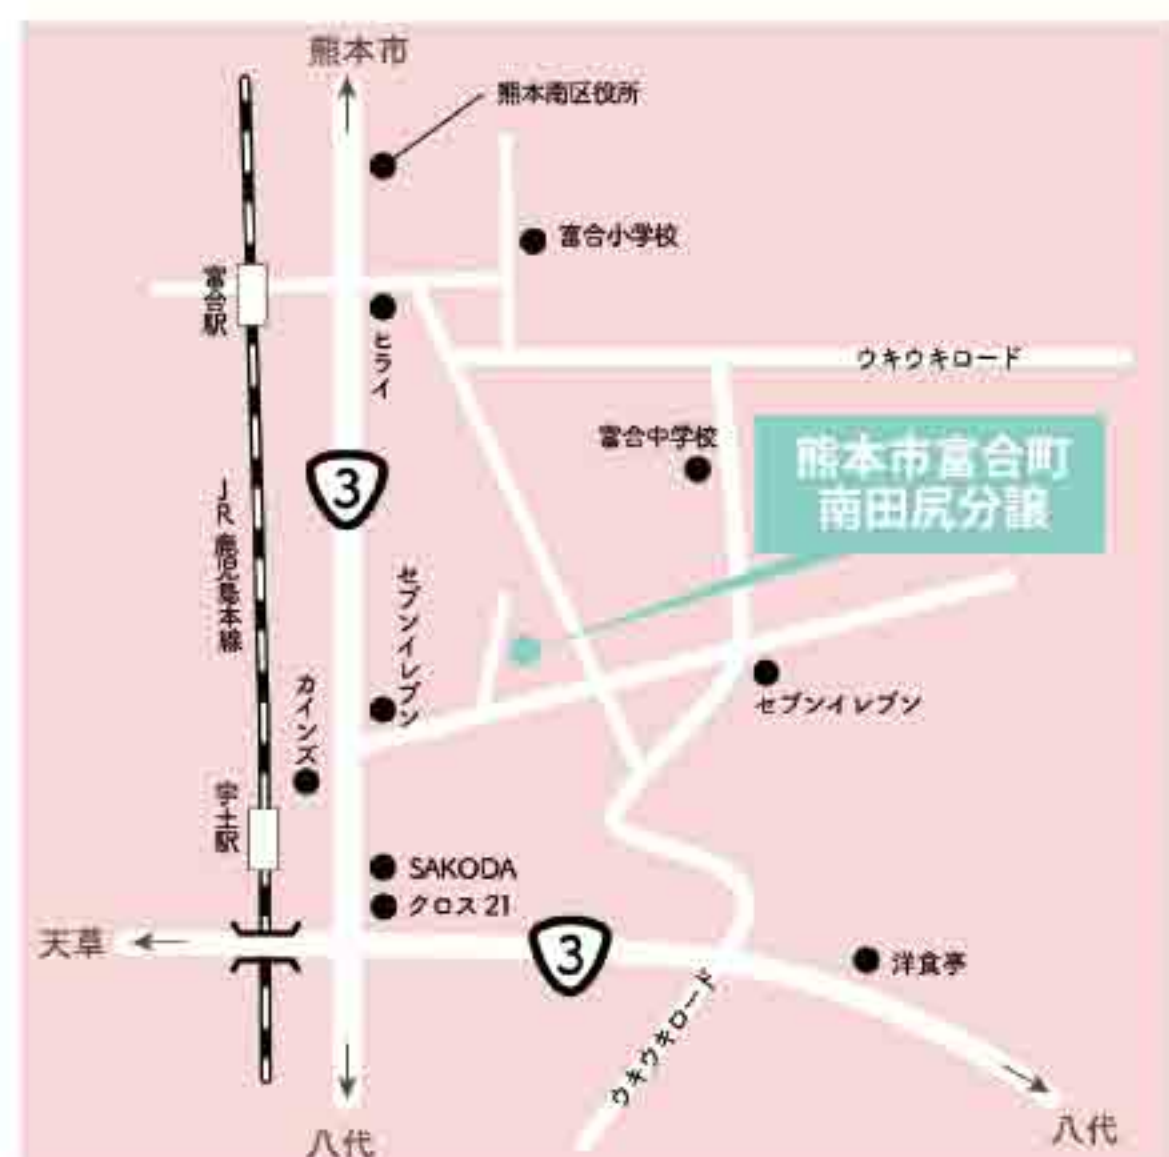 熊本市
熊本南区役所
富合小学校
富合駅
ヒライ
ウキウキロード
富合中学校
熊本市富合町
南田尻分譲
3
JR 鹿児島本線
セブンイレブン
カインズ
セブンイレブン
宇土駅
SAKODA
クロス21
天草
3
洋食亭
ウキウキロード
八代
八代